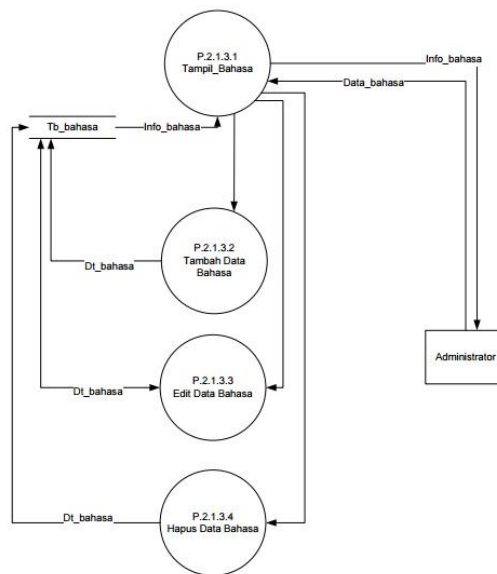 P.2.1.3.1
Tampil_Bahasa
Info_bahasa
Data_bahasa
Tb_bahasa
Info_bahasa
P.2.1.3.2
Tambah Data
Bahasa
Dt_bahasa
Administrator
P.2.1.3.3
Edit Data Bahasa
Dt_bahasa
P.2.1.3.4
Hapus Data Bahasa
Dt_bahasa